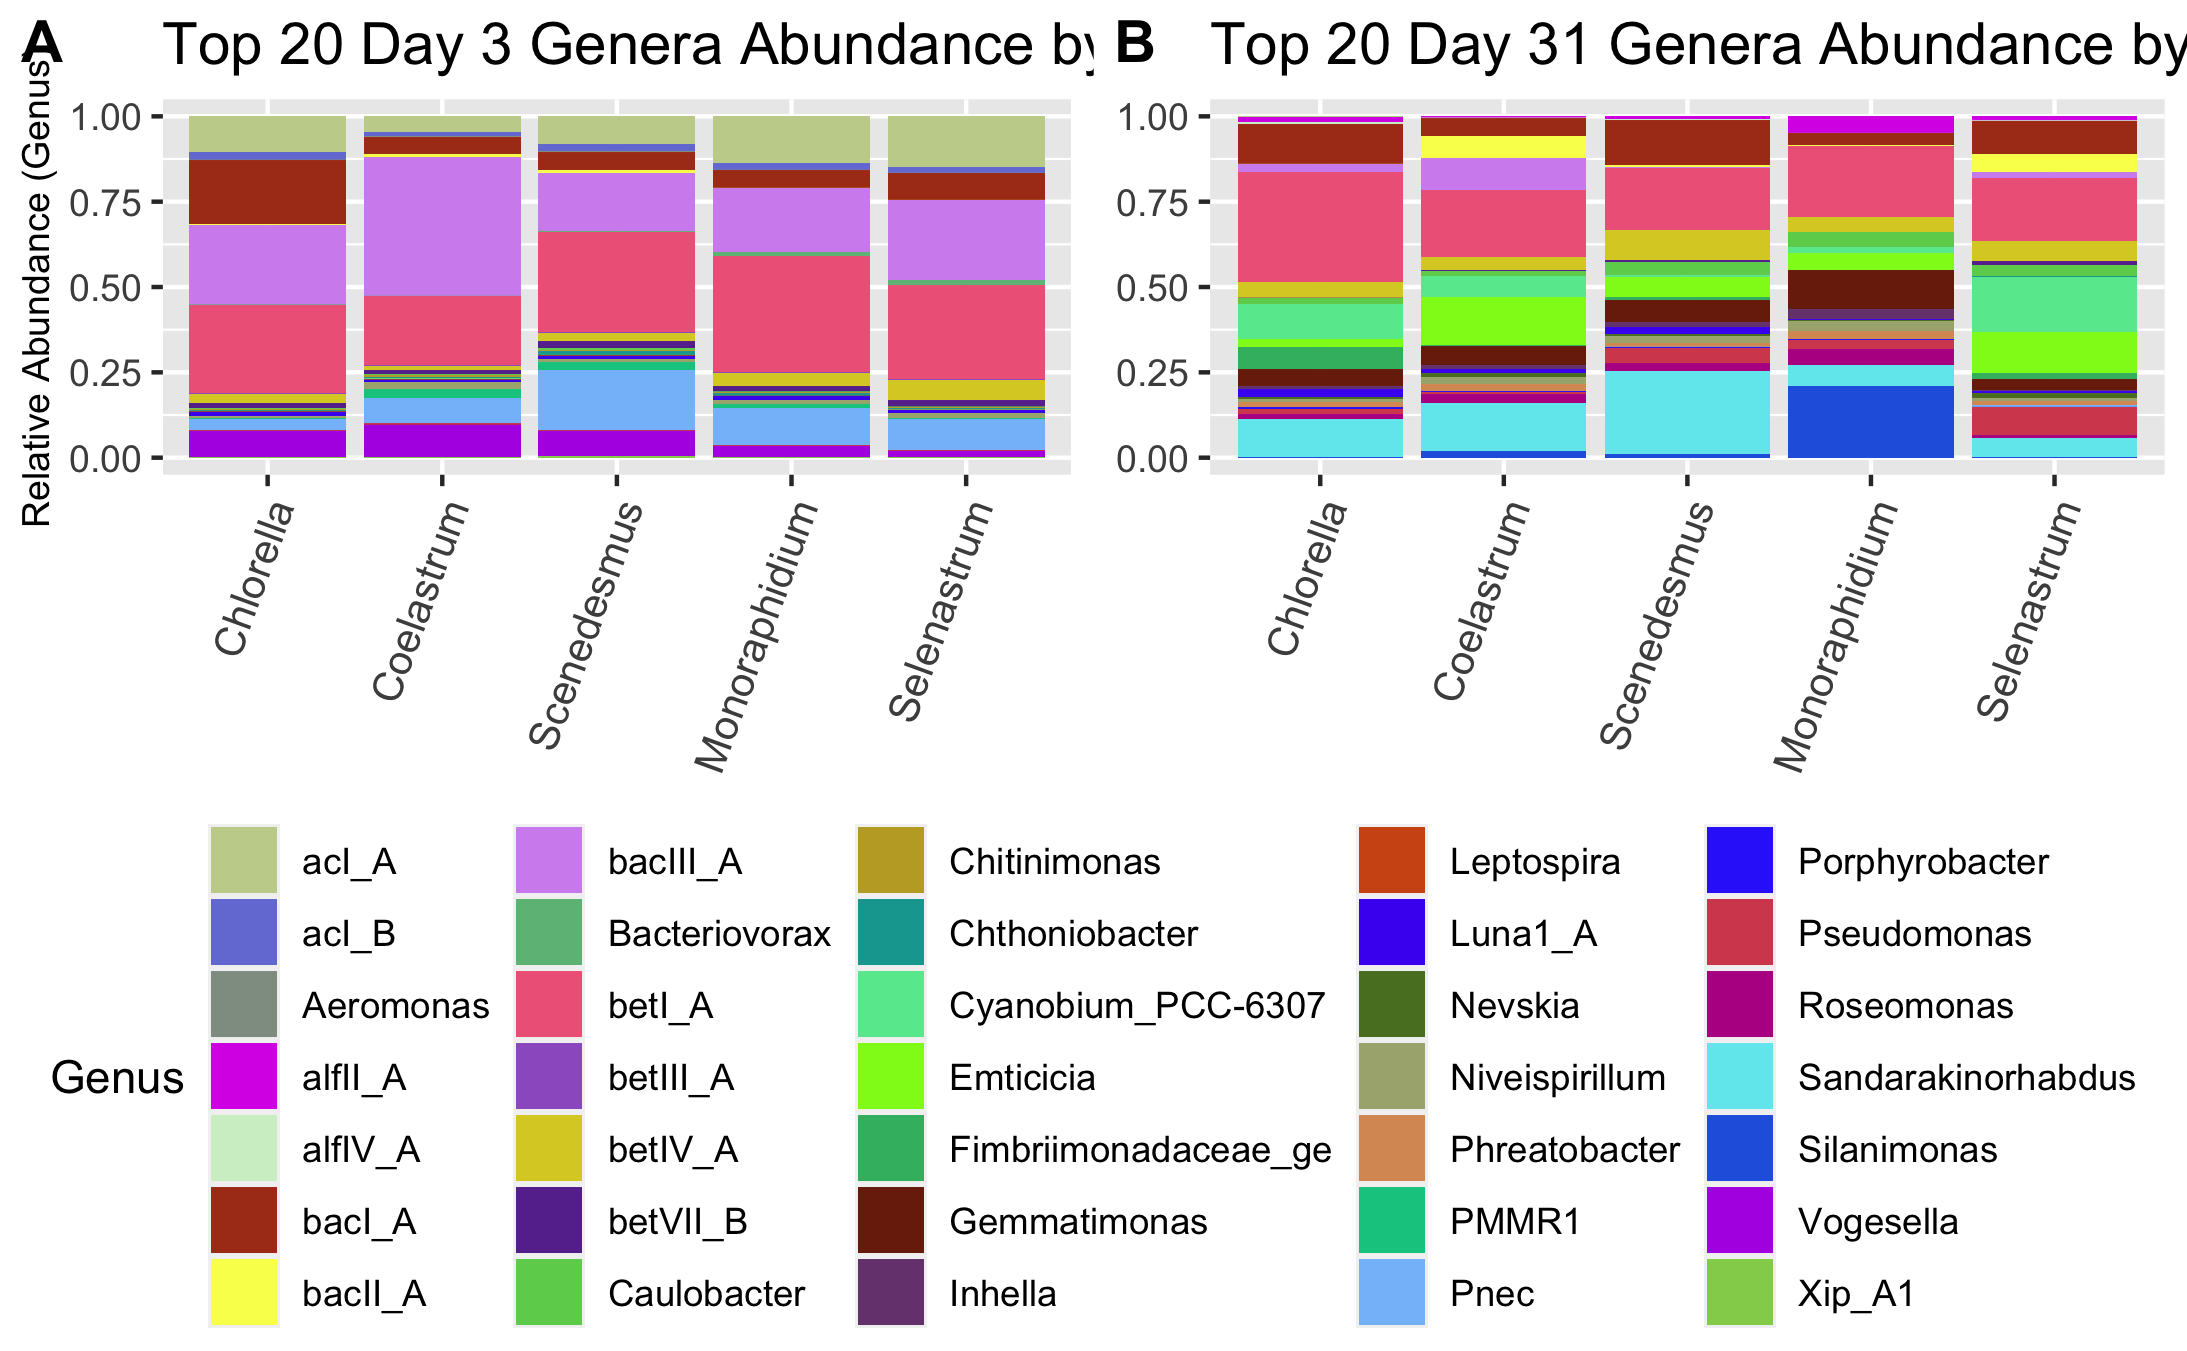 A
Top 20 Day 3 Genera Abundance by
Relative Abundance (Genus)
1.00
0.75
0.50
0.25
0.00
Chlorella
Coelastrum
Scenedesmus
Monoraphidium
Selenastrum
B
Top 20 Day 31 Genera Abundance by
1.00
0.75
0.50
0.25
0.00
Chlorella
Coelastrum
Scenedesmus
Monoraphidium
Selenastrum
Genus
acI_A
acI_B
Aeromonas
alfII_A
alfIV_A
bacI_A
bacII_A
bacIII_A
Bacteriovorax
betI_A
betIII_A
betIV_A
betVII_B
Caulobacter
Chitinimonas
Chthoniobacter
Cyanobium_PCC-6307
Emticicia
Fimbriimonadaceae_ge
Gemmatimonas
Inhella
Leptospira
Luna1_A
Nevskia
Niveispirillum
Phreatobacter
PMMR1
Pnec
Porphyrobacter
Pseudomonas
Roseomonas
Sandarakinorhabdus
Silanimonas
Vogesella
Xip_A1